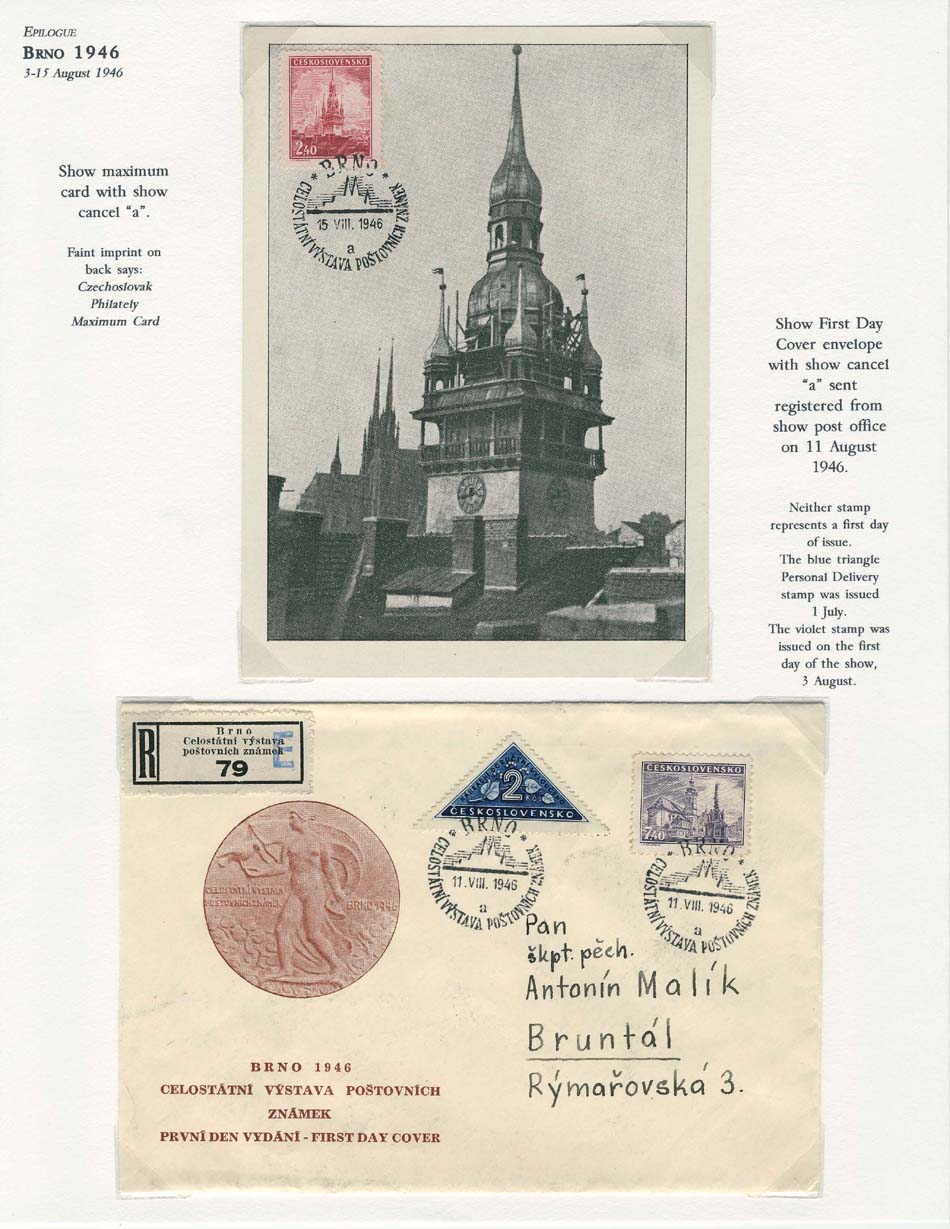 Epilogue
Brno 1946
3-15 August 1946
Show maximum
card with show
cancel “a”.
Faint imprint on
back says:
Czechoslovak
Philately
Maximum Card
ČESKOSLOVENSKO
2,40
* BRNO *
15 VIII. 1946
a
CELOSTÁTNÍ VÝSTAVA POŠTOVNÍCH ZNÁMEK
Show First Day
Cover envelope
with show cancel
“a” sent
registered from
show post office
on 11 August
1946.
Neither stamp
represents a first day
of issue.
The blue triangle
Personal Delivery
stamp was issued
1 July.
The violet stamp was
issued on the first
day of the show,
3 August.
R
Brno
Celostátní výstava
poštovních známek
79
E
2
ČESKOSLOVENSKO
* BRNO *
11. VIII. 1946
a
CELOSTÁTNÍ VÝSTAVA POŠTOVNÍCH ZNÁMEK
ČESKOSLOVENSKO
7,40
* BRNO *
11. VIII. 1946
a
CELOSTÁTNÍ VÝSTAVA POŠTOVNÍCH ZNÁMEK
CELOSTÁTNÍ VÝSTAVA
POŠTOVNÍCH ZNÁMEK
BRNO 1946
Pan
škpt. pěch.
Antonín Malík
Bruntál
Rýmařovská 3.
BRNO 1946
CELOSTÁTNÍ VÝSTAVA POŠTOVNÍCH
ZNÁMEK
PRVNÍ DEN VYDÁNÍ - FIRST DAY COVER